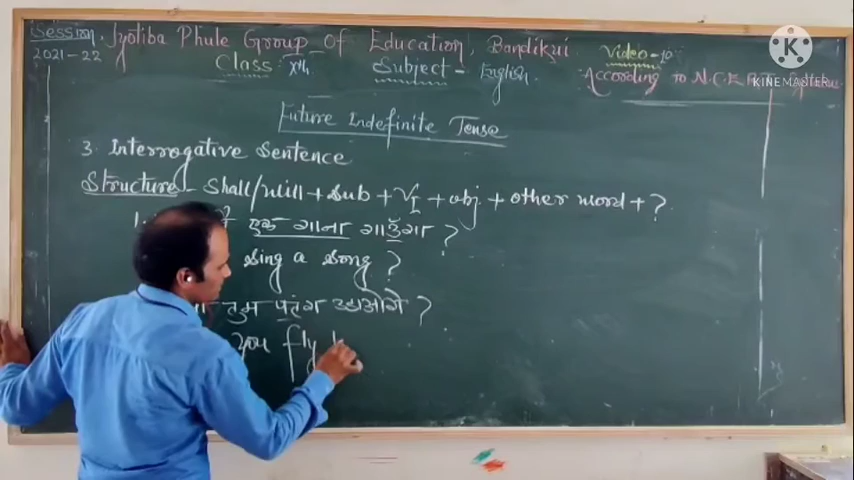 Session. Jyotiba Phule Group Of Education, Bandikui Video-10
2021-22 Class Xth Subject - English. According to N.C.E.R.T
KINEMASTER
Future Indefinite Tense
3. Interrogative Sentence
Structure - Shall/will + sub + V1 + obj + other word + ?
एक गाना गाऊँगा ?
Sing a Song ?
तुम पतंग उड़ाओगे ?
you fly